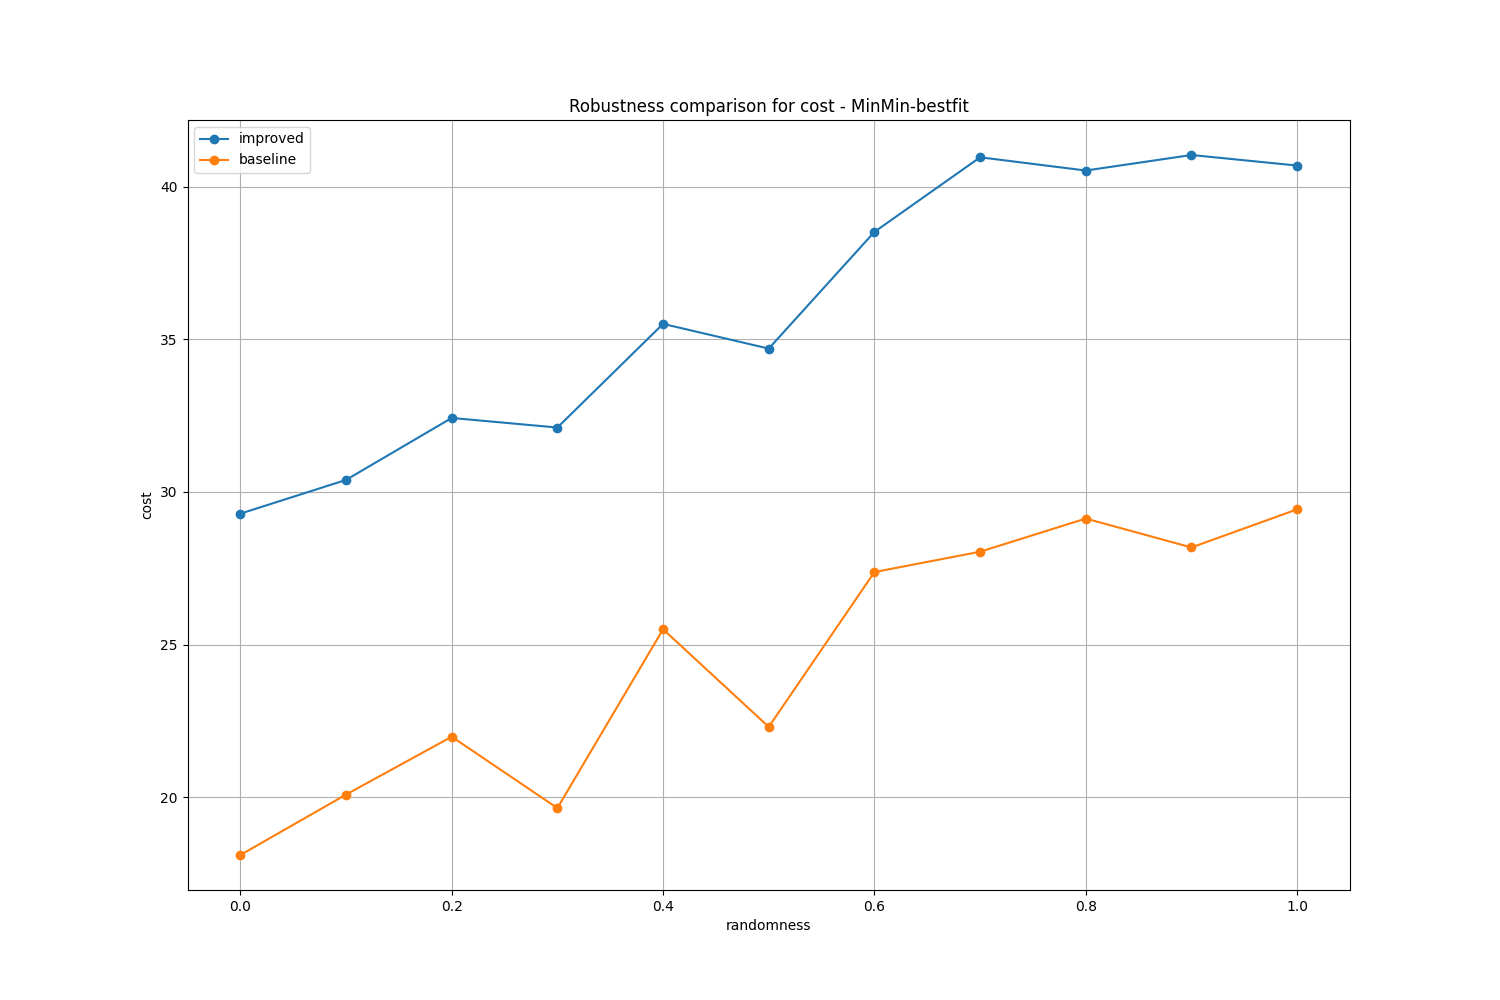 Robustness comparison for cost - MinMin-bestfit
improved
baseline
40
35
30
25
20
cost
0.0 0.2 0.4 0.6 0.8 1.0
randomness